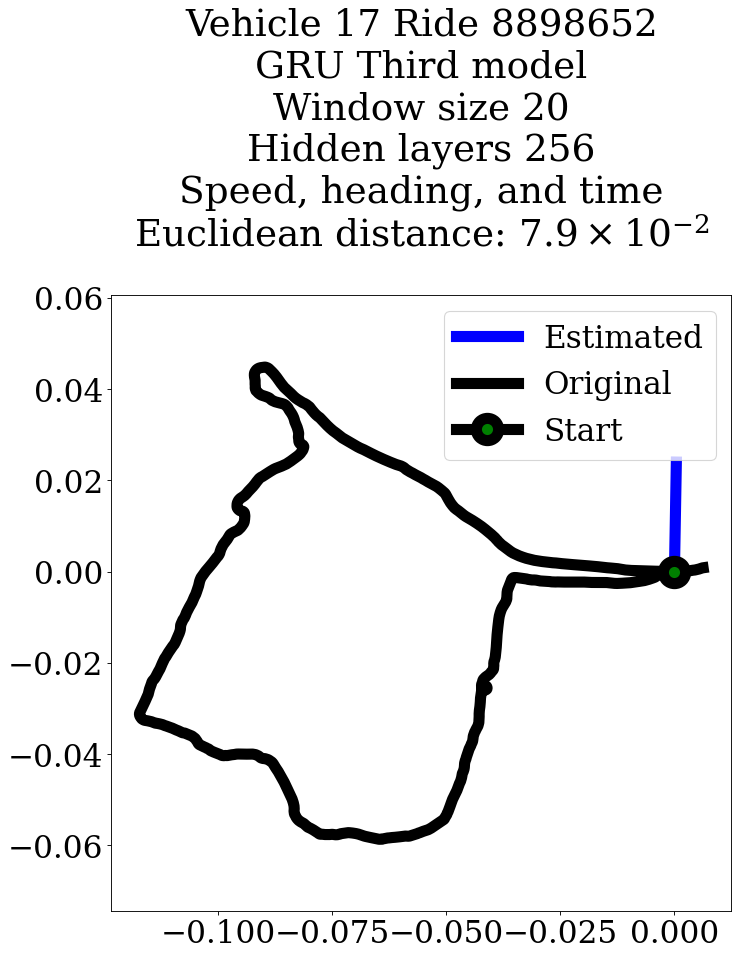 Vehicle 17 Ride 8898652
GRU Third model
Window size 20
Hidden layers 256
Speed, heading, and time
Euclidean distance: 7.9 × 10⁻²
0.06
Estimated
0.04
Original
Start
0.02
0.00
−0.02
−0.04
−0.06
−0.100 −0.075 −0.050 −0.025 0.000